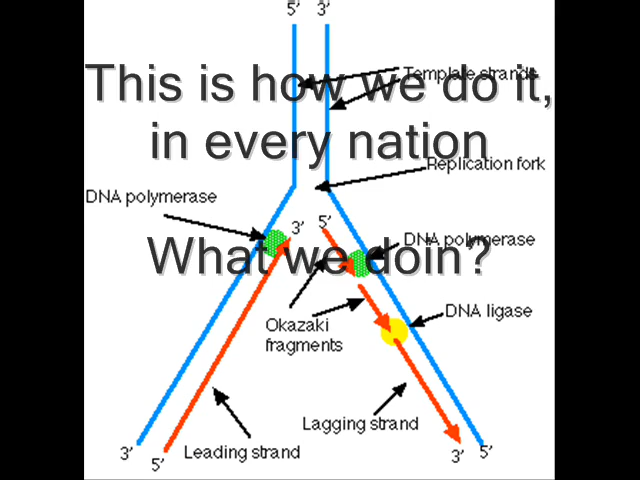 5' 3'
Template strands
This is how we do it,
in every nation
Replication fork
DNA polymerase
3' 5'
DNA polymerase
What we doin?
DNA ligase
Okazaki
fragments
Lagging strand
Leading strand
3' 5' 3' 5'